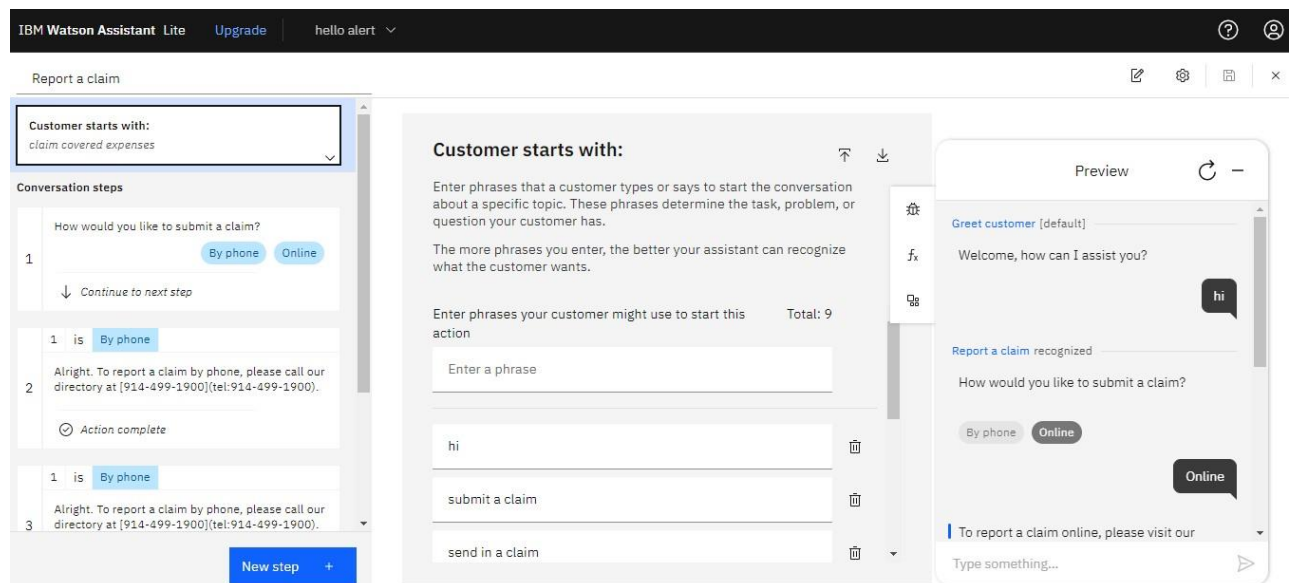 IBM Watson Assistant Lite Upgrade hello alert
Report a claim
Customer starts with:
claim covered expenses
Conversation steps
1
How would you like to submit a claim?
By phone Online
Continue to next step
2
1 is By phone
Alright. To report a claim by phone, please call our
directory at [914-499-1900](tel:914-499-1900).
Action complete
3
1 is By phone
Alright. To report a claim by phone, please call our
directory at [914-499-1900](tel:914-499-1900).
New step +
Customer starts with:
Enter phrases that a customer types or says to start the conversation
about a specific topic. These phrases determine the task, problem, or
question your customer has.
The more phrases you enter, the better your assistant can recognize
what the customer wants.
Enter phrases your customer might use to start this Total: 9
action
Enter a phrase
hi
submit a claim
send in a claim
fx
Preview
Greet customer [default]
Welcome, how can I assist you?
hi
Report a claim recognized
How would you like to submit a claim?
By phone Online
Online
To report a claim online, please visit our
Type something...